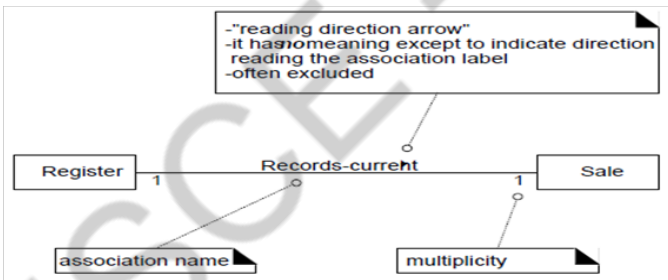 -"reading direction arrow"
-it has no meaning except to indicate direction
reading the association label
-often excluded
Records-current
Register
Sale
1
1
association name
multiplicity